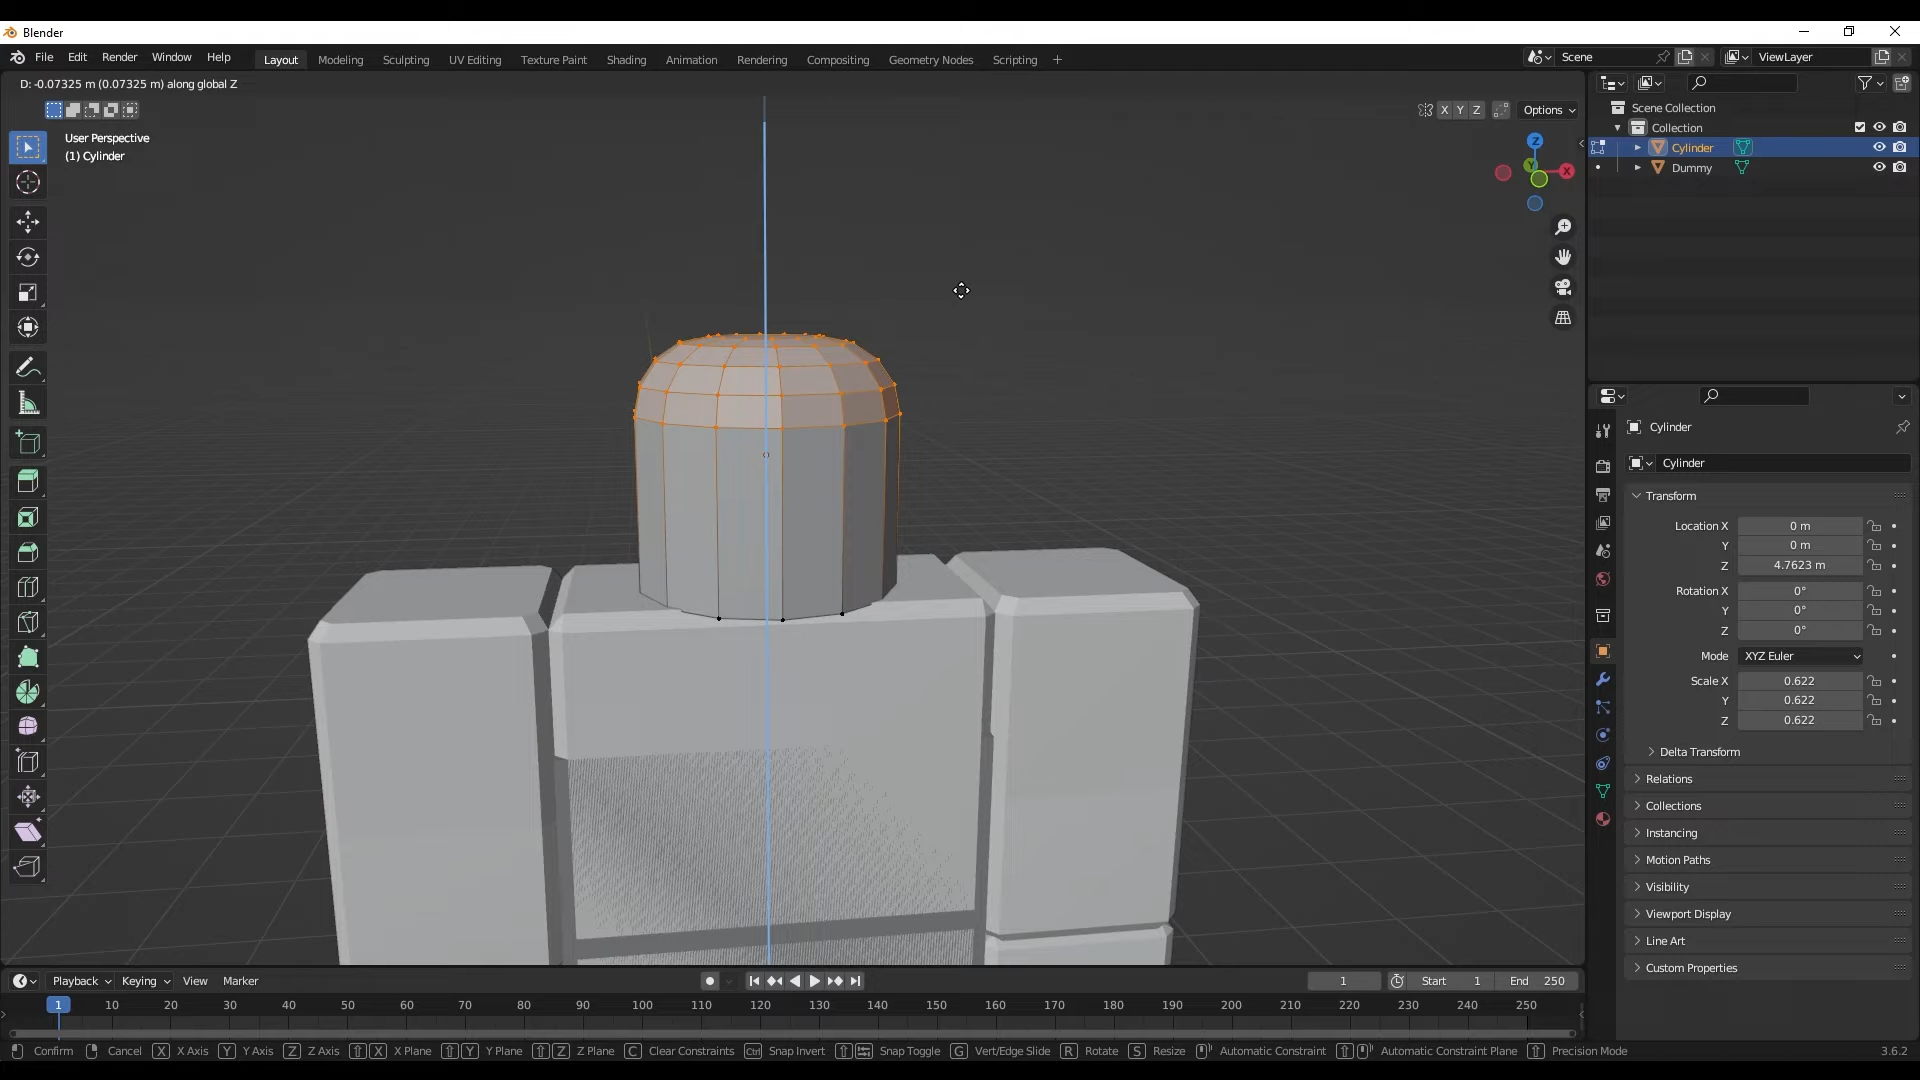 Blender
File Edit Render Window Help Layout Modeling Sculpting UV Editing Texture Paint Shading Animation Rendering Compositing Geometry Nodes Scripting + Scene ViewLayer
D: -0.07325 m (0.07325 m) along global Z
X Y Z Options
User Perspective
(1) Cylinder
Z
Y
X
Scene Collection
Collection
Cylinder
Dummy
Cylinder
Cylinder
Transform
Location X 0 m
Y 0 m
Z 4.7623 m
Rotation X 0°
Y 0°
Z 0°
Mode XYZ Euler
Scale X 0.622
Y 0.622
Z 0.622
Delta Transform
Relations
Collections
Instancing
Motion Paths
Visibility
Viewport Display
Line Art
Custom Properties
Playback Keying View Marker 1 Start 1 End 250
1 10 20 30 40 50 60 70 80 90 100 110 120 130 140 150 160 170 180 190 200 210 220 230 240 250
Confirm Cancel X X Axis Y Y Axis Z Z Axis X X Plane Y Y Plane Z Z Plane C Clear Constraints Ctrl Snap Invert Snap Toggle G Vert/Edge Slide R Rotate S Resize Automatic Constraint Automatic Constraint Plane Precision Mode 3.6.2